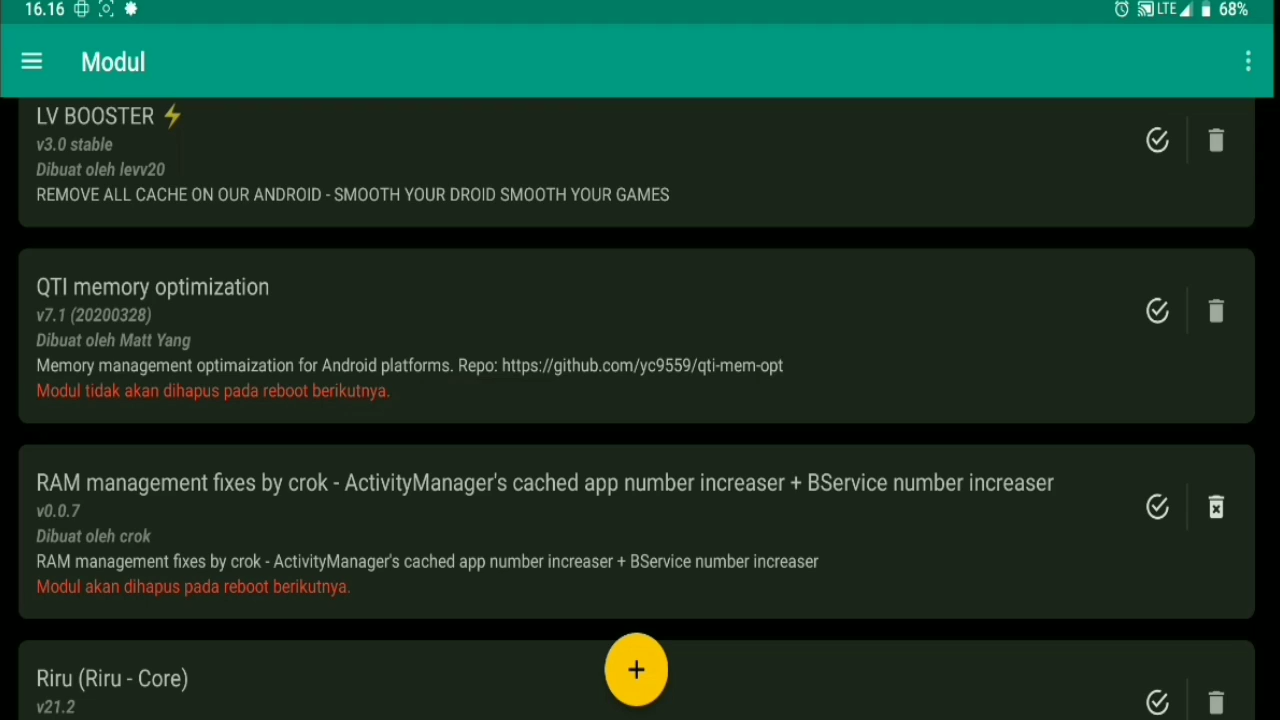 16.16
LTE
68%
Modul
LV BOOSTER ⚡
v3.0 stable
Dibuat oleh levv20
REMOVE ALL CACHE ON OUR ANDROID - SMOOTH YOUR DROID SMOOTH YOUR GAMES
QTI memory optimization
v7.1 (20200328)
Dibuat oleh Matt Yang
Memory management optimaization for Android platforms. Repo: https://github.com/yc9559/qti-mem-opt
Modul tidak akan dihapus pada reboot berikutnya.
RAM management fixes by crok - ActivityManager's cached app number increaser + BService number increaser
v0.0.7
Dibuat oleh crok
RAM management fixes by crok - ActivityManager's cached app number increaser + BService number increaser
Modul akan dihapus pada reboot berikutnya.
Riru (Riru - Core)
v21.2